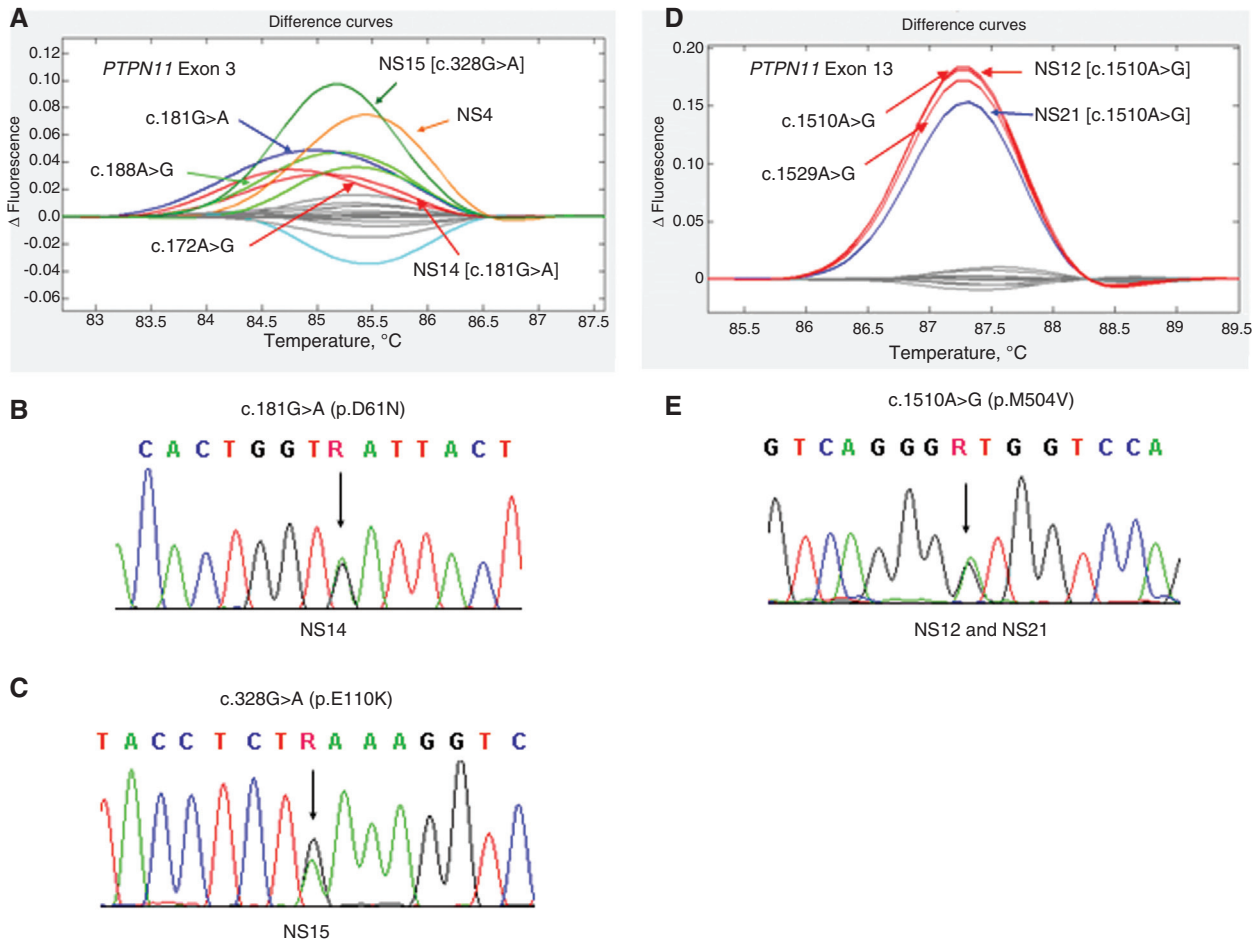 A
Difference curves
Δ Fluorescence
0.12
0.10
0.08
0.06
0.04
0.02
0.0
-0.02
-0.04
-0.06
PTPN11 Exon 3
NS15 [c.328G>A]
c.181G>A
NS4
c.188A>G
c.172A>G
NS14 [c.181G>A]
83 83.5 84 84.5 85 85.5 86 86.5 87 87.5
Temperature, °C
D
Difference curves
Δ Fluorescence
0.20
0.15
0.10
0.05
0
PTPN11 Exon 13
NS12 [c.1510A>G]
c.1510A>G
NS21 [c.1510A>G]
c.1529A>G
85.5 86 86.5 87 87.5 88 88.5 89 89.5
Temperature, °C
B
c.181G>A (p.D61N)
C A C T G G T R A T T A C T
NS14
E
c.1510A>G (p.M504V)
G T C A G G G R T G G T C C A
NS12 and NS21
C
c.328G>A (p.E110K)
T A C C T C T R A A A G G T C
NS15